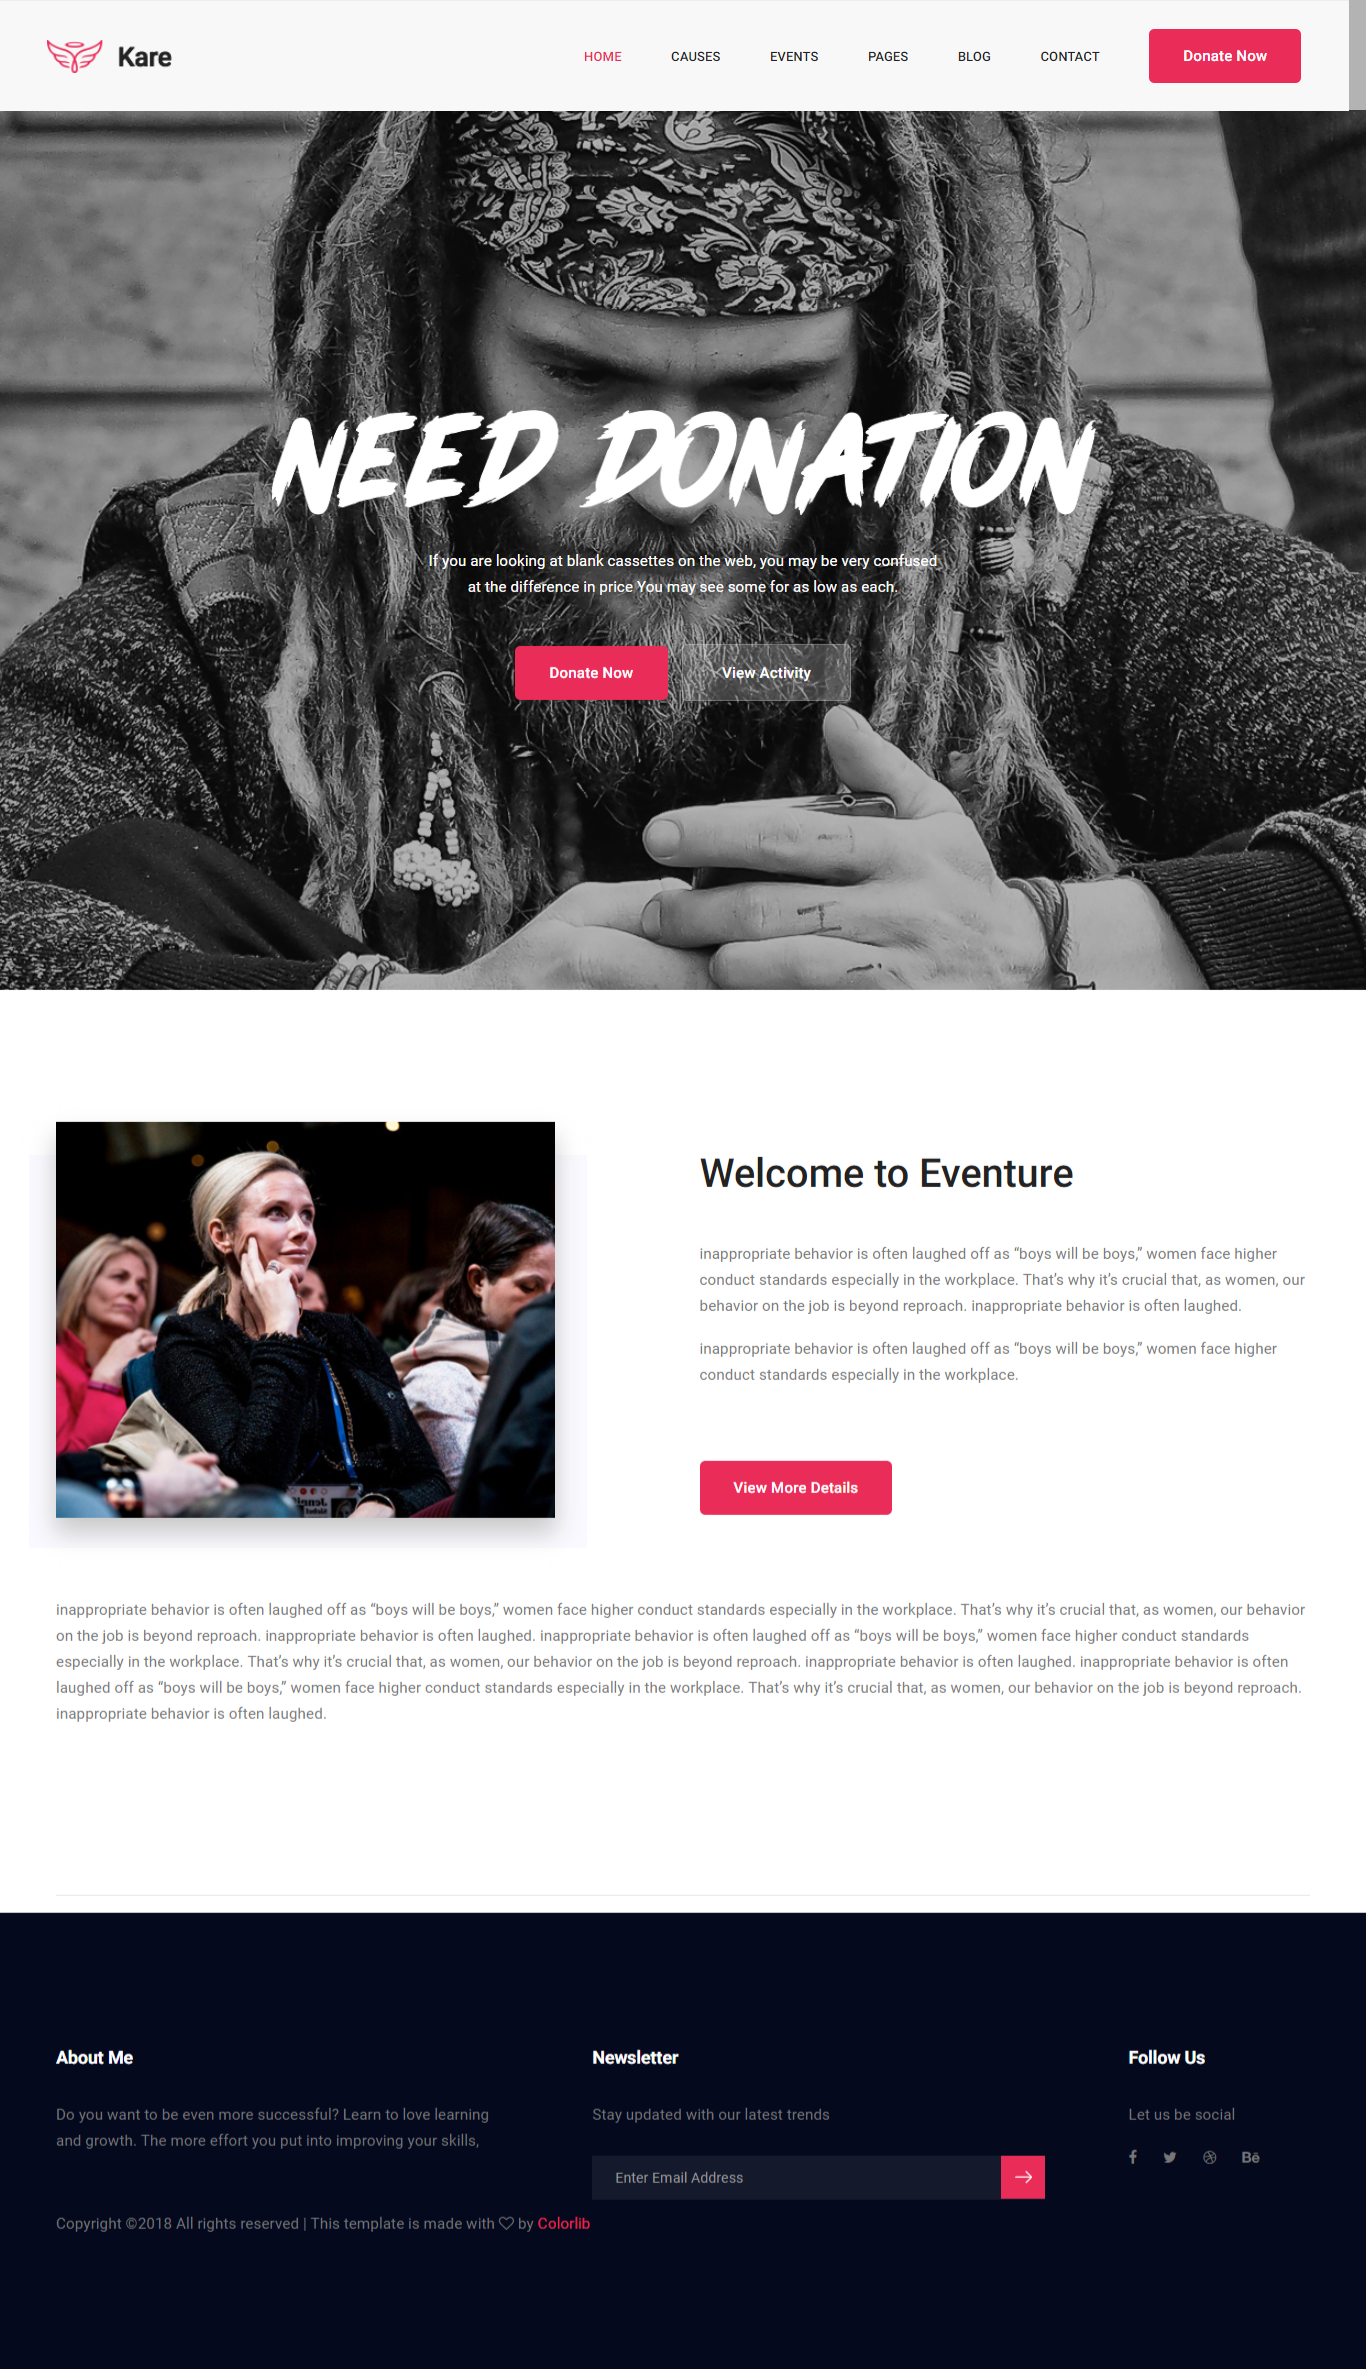 Kare
HOME
CAUSES
EVENTS
PAGES
BLOG
CONTACT
Donate Now
NEED DONATION
If you are looking at blank cassettes on the web, you may be very confused
at the difference in price You may see some for as low as each.
Donate Now
View Activity
Welcome to Eventure
inappropriate behavior is often laughed off as “boys will be boys,” women face higher
conduct standards especially in the workplace. That’s why it’s crucial that, as women, our
behavior on the job is beyond reproach. inappropriate behavior is often laughed.
inappropriate behavior is often laughed off as “boys will be boys,” women face higher
conduct standards especially in the workplace.
View More Details
inappropriate behavior is often laughed off as “boys will be boys,” women face higher conduct standards especially in the workplace. That’s why it’s crucial that, as women, our behavior
on the job is beyond reproach. inappropriate behavior is often laughed. inappropriate behavior is often laughed off as “boys will be boys,” women face higher conduct standards
especially in the workplace. That’s why it’s crucial that, as women, our behavior on the job is beyond reproach. inappropriate behavior is often laughed. inappropriate behavior is often
laughed off as “boys will be boys,” women face higher conduct standards especially in the workplace. That’s why it’s crucial that, as women, our behavior on the job is beyond reproach.
inappropriate behavior is often laughed.
About Me
Do you want to be even more successful? Learn to love learning
and growth. The more effort you put into improving your skills,
Newsletter
Stay updated with our latest trends
Enter Email Address
Follow Us
Let us be social
Copyright ©2018 All rights reserved | This template is made with ♡ by Colorlib